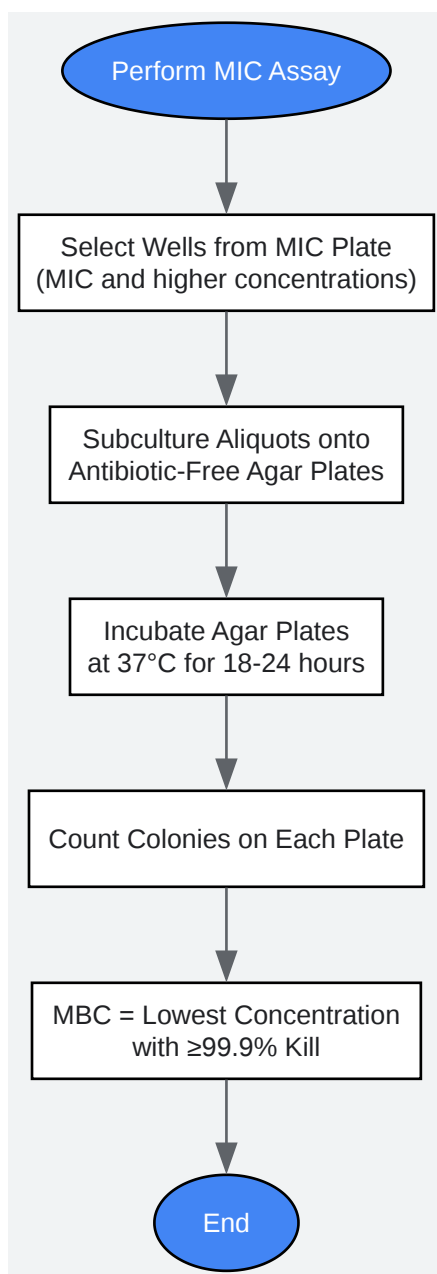 Perform MIC Assay
Select Wells from MIC Plate
(MIC and higher concentrations)
Subculture Aliquots onto
Antibiotic-Free Agar Plates
Incubate Agar Plates
at 37°C for 18-24 hours
Count Colonies on Each Plate
MBC = Lowest Concentration
with ≥99.9% Kill
End